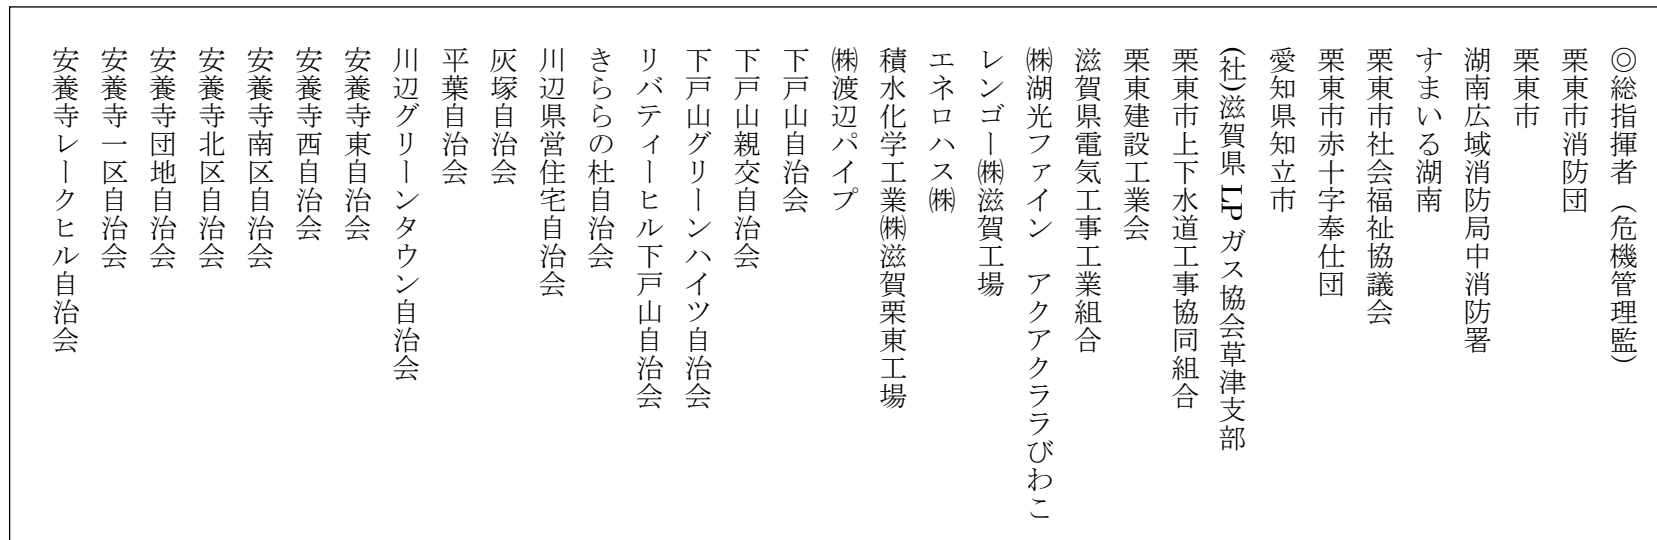 ◎総指揮者（危機管理監）
栗東市消防団
栗東市
湖南広域消防局中消防署
すまいる湖南
栗東市社会福祉協議会
栗東市赤十字奉仕団
愛知県知立市
(社)滋賀県 LP ガス協会草津支部
栗東市上下水道工事協同組合
栗東建設工業会
滋賀県電気工事工業組合
㈱湖光ファイン　アクアクララびわこ
レンゴー㈱滋賀工場
エネロハス㈱
積水化学工業㈱滋賀栗東工場
㈱渡辺パイプ
下戸山自治会
下戸山親交自治会
下戸山グリーンハイツ自治会
リバティーヒル下戸山自治会
きららの杜自治会
川辺県営住宅自治会
灰塚自治会
平葉自治会
川辺グリーンタウン自治会
安養寺東自治会
安養寺西自治会
安養寺南区自治会
安養寺北区自治会
安養寺団地自治会
安養寺一区自治会
安養寺レークヒル自治会